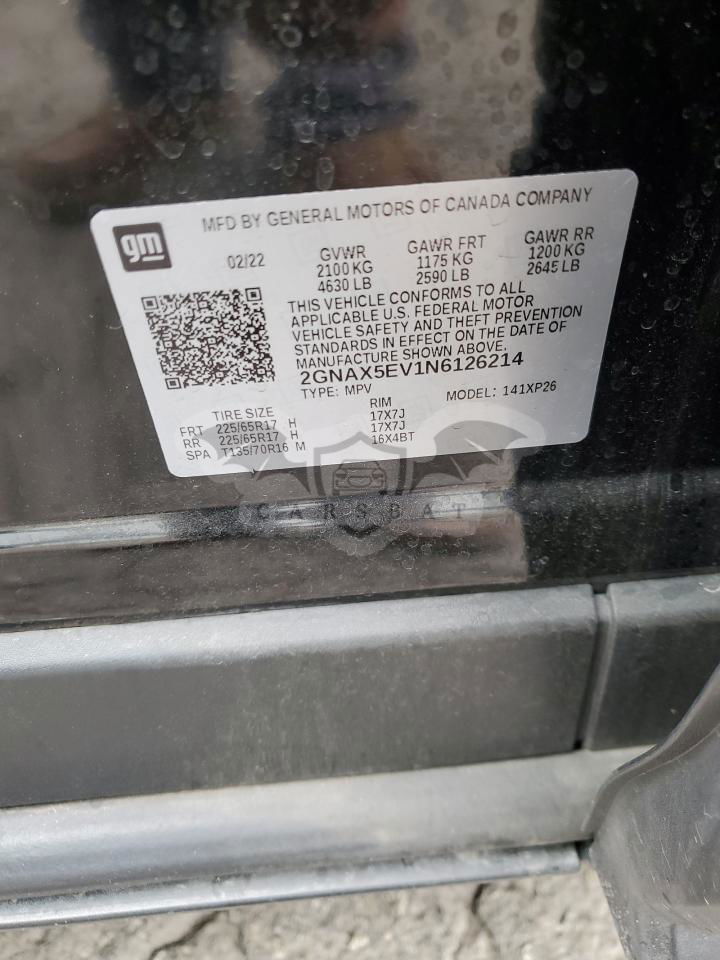 gm
MFD BY GENERAL MOTORS OF CANADA COMPANY
02/22 GVWR GAWR FRT GAWR RR
2100 KG 1175 KG 1200 KG
4630 LB 2590 LB 2645 LB
THIS VEHICLE CONFORMS TO ALL
APPLICABLE U.S. FEDERAL MOTOR
VEHICLE SAFETY AND THEFT PREVENTION
STANDARDS IN EFFECT ON THE DATE OF
MANUFACTURE SHOWN ABOVE.
2GNAX5EV1N6126214
TYPE: MPV MODEL: 141XP26
TIRE SIZE RIM
FRT 225/65R17 H 17X7J
RR 225/65R17 H 17X7J
SPA T135/70R16 M 16X4BT
CARSBAT